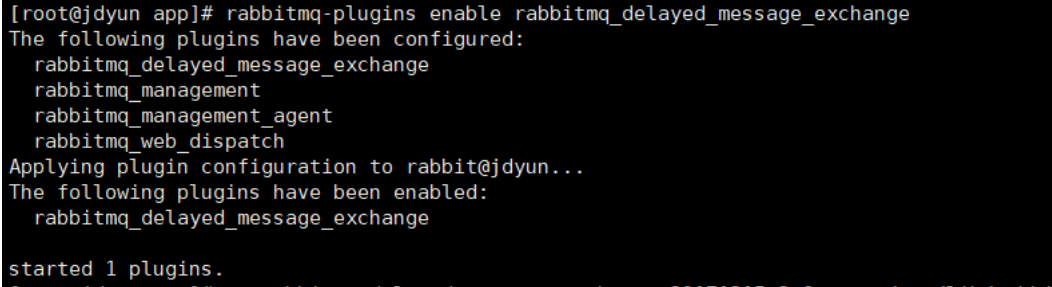 [root@jdyun app]# rabbitmq-plugins enable rabbitmq_delayed_message_exchange
The following plugins have been configured:
  rabbitmq_delayed_message_exchange
  rabbitmq_management
  rabbitmq_management_agent
  rabbitmq_web_dispatch
Applying plugin configuration to rabbit@jdyun...
The following plugins have been enabled:
  rabbitmq_delayed_message_exchange

started 1 plugins.